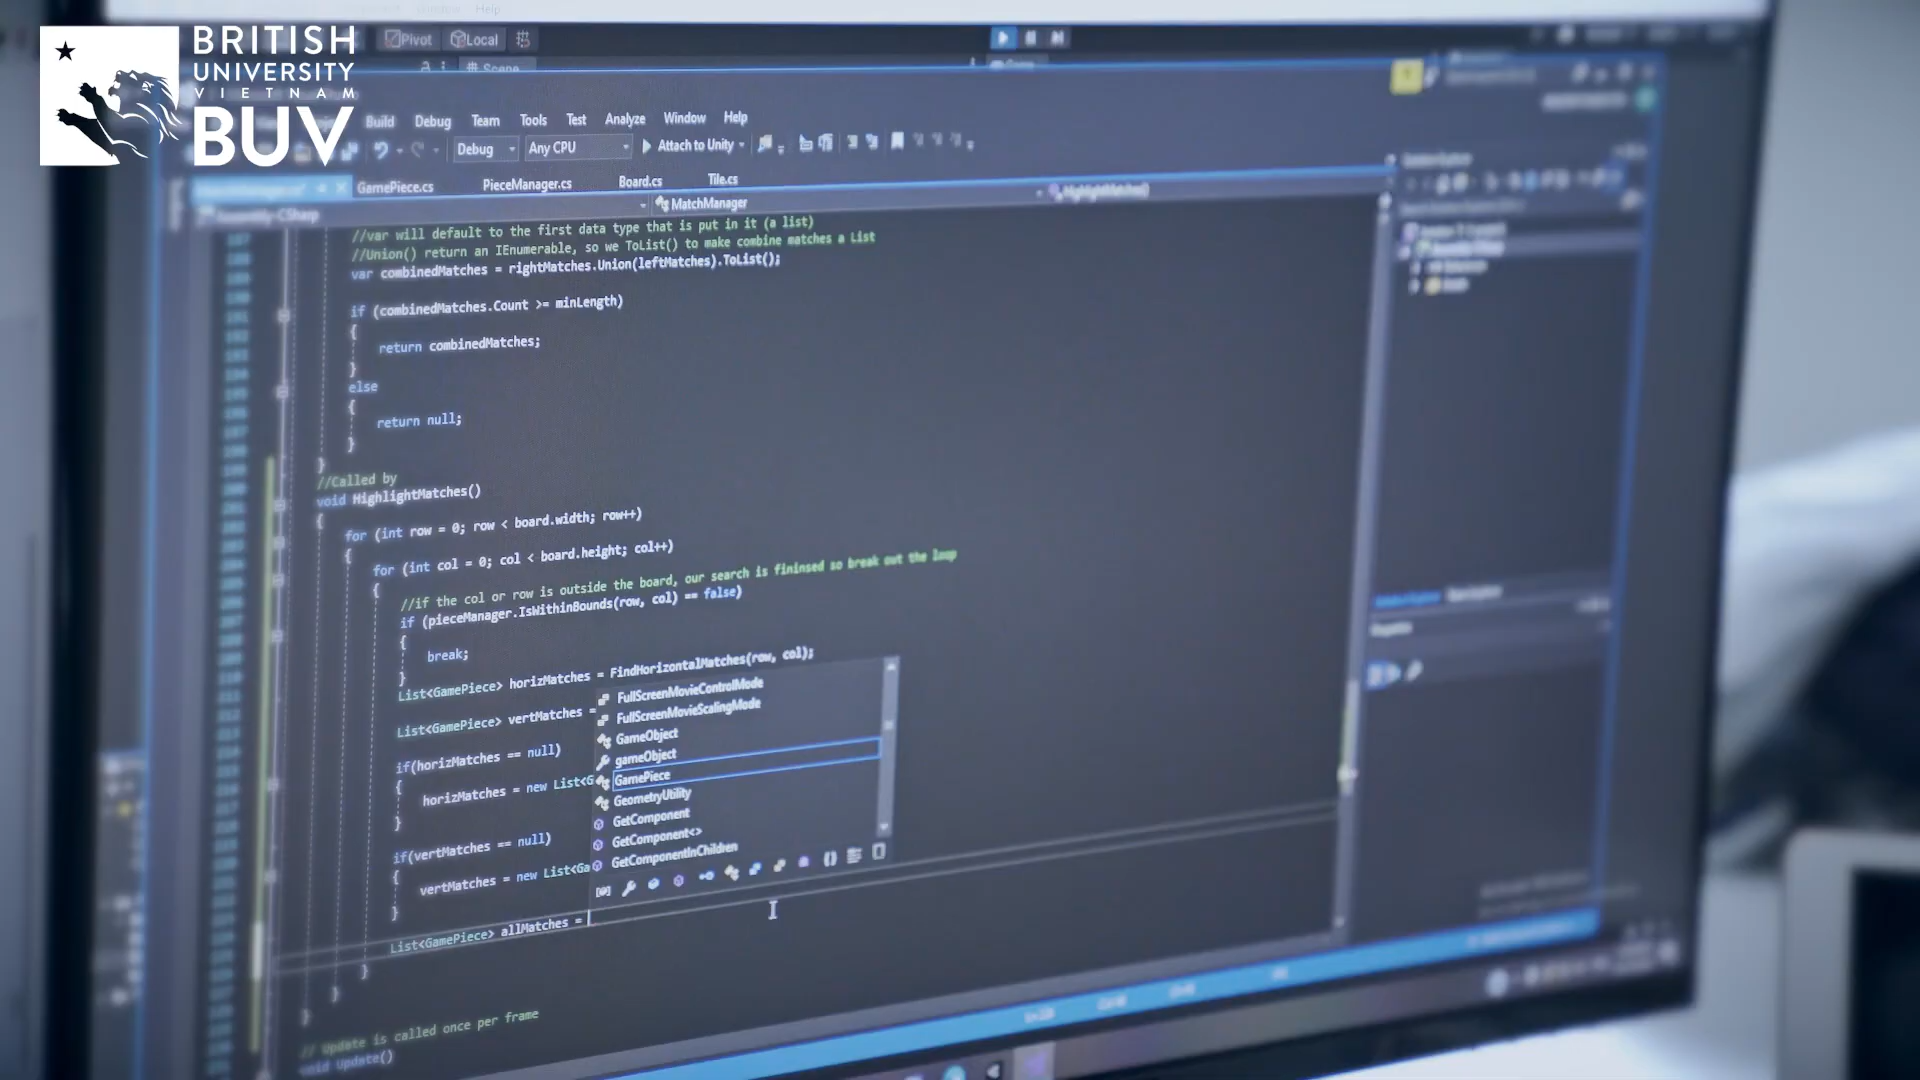 BRITISH
UNIVERSITY
VIETNAM
BUV
Help
Pivot Local
Scene
Build Debug Team Tools Test Analyze Window Help
Debug Any CPU Attach to Unity
GamePiece.cs PieceManager.cs Board.cs Tile.cs
Assembly-CSharp MatchManager HighlightMatches()
//var will default to the first data type that is put in it (a list)
//Union() return an IEnumerable, so we ToList() to make combine matches a List
var combinedMatches = rightMatches.Union(leftMatches).ToList();
if (combinedMatches.Count >= minLength)
{
return combinedMatches;
}
else
{
return null;
}
}
//Called by
void HighlightMatches()
{
for (int row = 0; row < board.width; row++)
{
for (int col = 0; col < board.height; col++)
{
//if the col or row is outside the board, our search is fininsed so break out the loop
if (pieceManager.IsWithinBounds(row, col) == false)
{
break;
}
List<GamePiece> horizMatches = FindHorizontalMatches(row, col);
List<GamePiece> vertMatches =
if(horizMatches == null)
{
horizMatches = new List<G
}
if(vertMatches == null)
{
vertMatches = new List<Ga
}
List<GamePiece> allMatches =
}
}
}
// Update is called once per frame
void Update()
FullScreenMovieControlMode
FullScreenMovieScalingMode
GameObject
gameObject
GamePiece
GeometryUtility
GetComponent
GetComponent<>
GetComponentInChildren